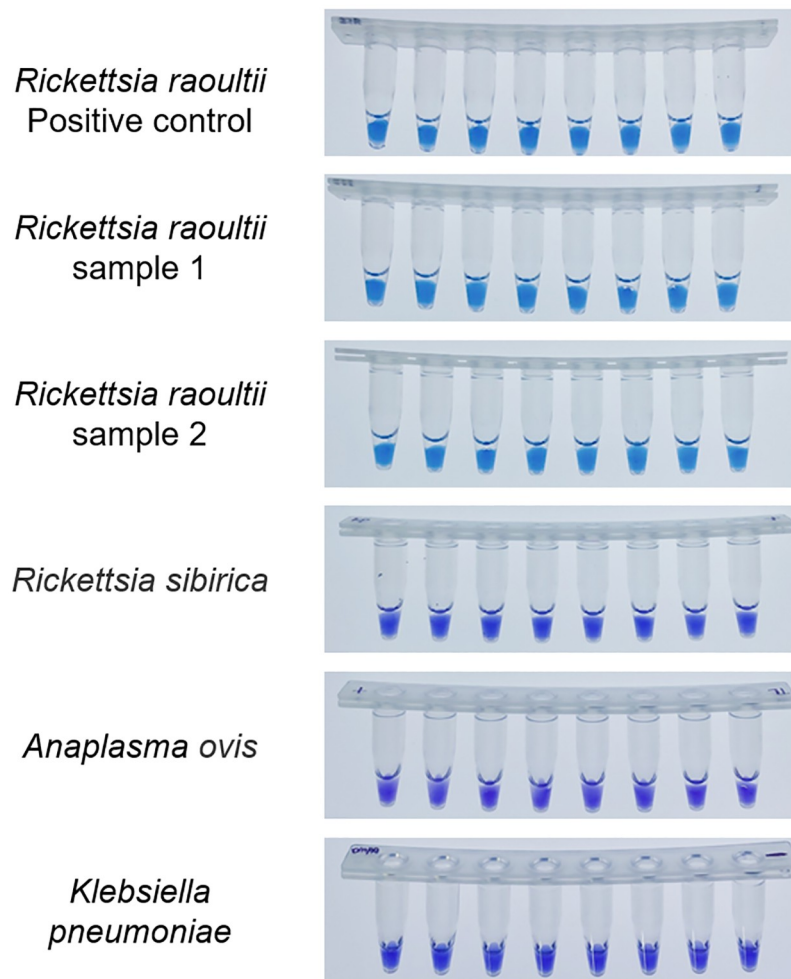 Rickettsia raoultii
Positive control
Rickettsia raoultii
sample 1
Rickettsia raoultii
sample 2
Rickettsia sibirica
Anaplasma ovis
Klebsiella
pneumoniae